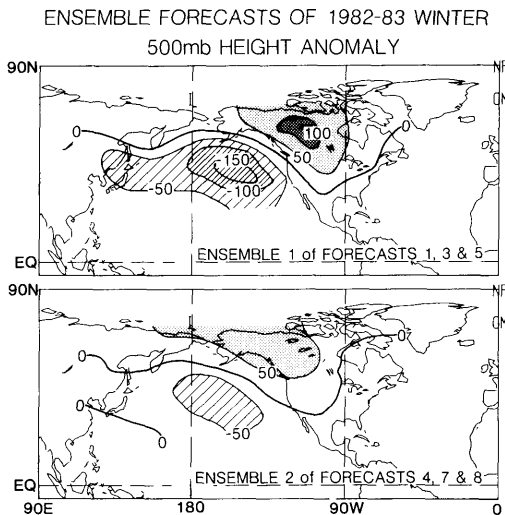 ENSEMBLE FORECASTS OF 1982-83 WINTER
500mb HEIGHT ANOMALY
90N
0
0
100
50
-150
-100
-50
ENSEMBLE 1 of FORECASTS 1, 3 & 5
EQ
90N
0
0
50
0
-50
0
ENSEMBLE 2 of FORECASTS 4, 7 & 8
EQ
90E 180 90W 0